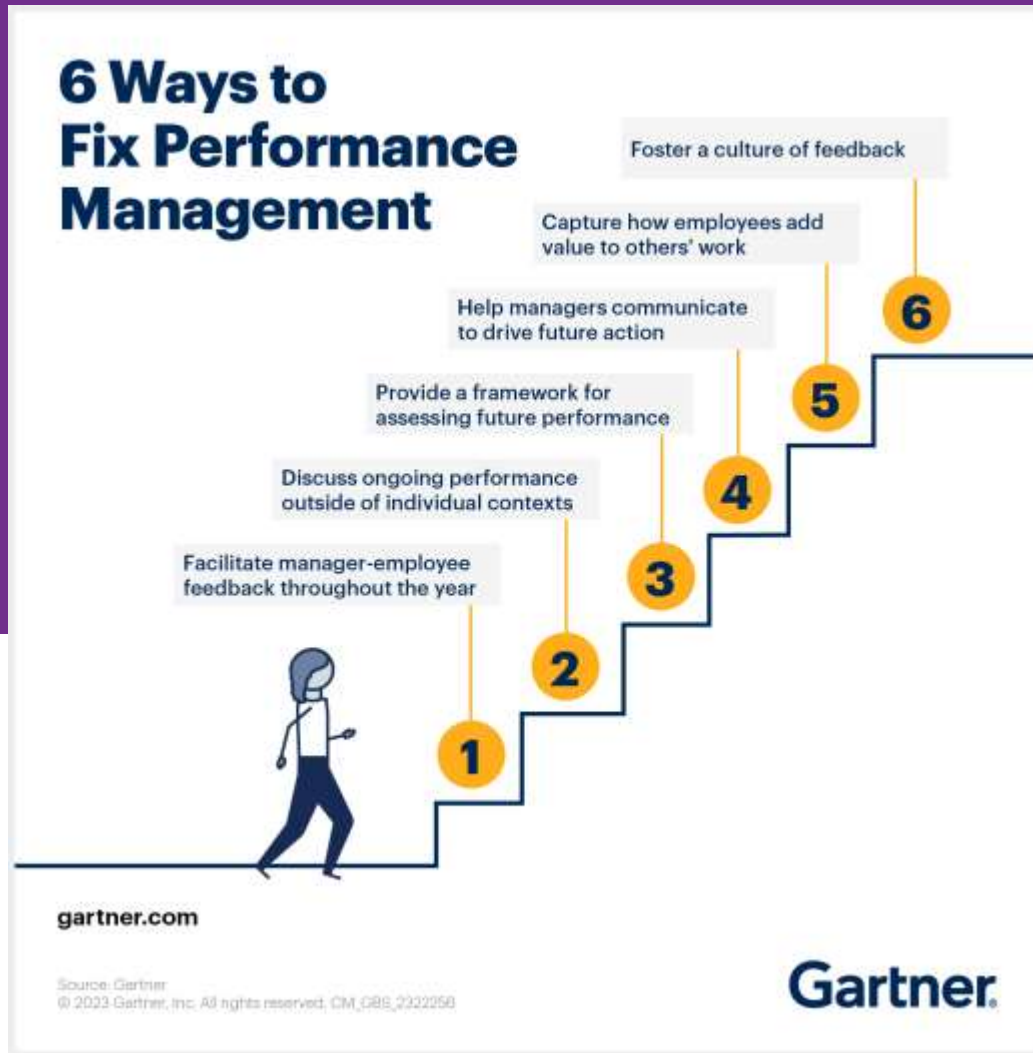 6 Ways to
Fix Performance
Management
Foster a culture of feedback
Capture how employees add
value to others' work
Help managers communicate
to drive future action
Provide a framework for
assessing future performance
Discuss ongoing performance
outside of individual contexts
Facilitate manager-employee
feedback throughout the year
6
5
4
3
2
1
gartner.com
Source: Gartner
© 2023 Gartner, Inc. All rights reserved. CM_GBS_2322256
Gartner®